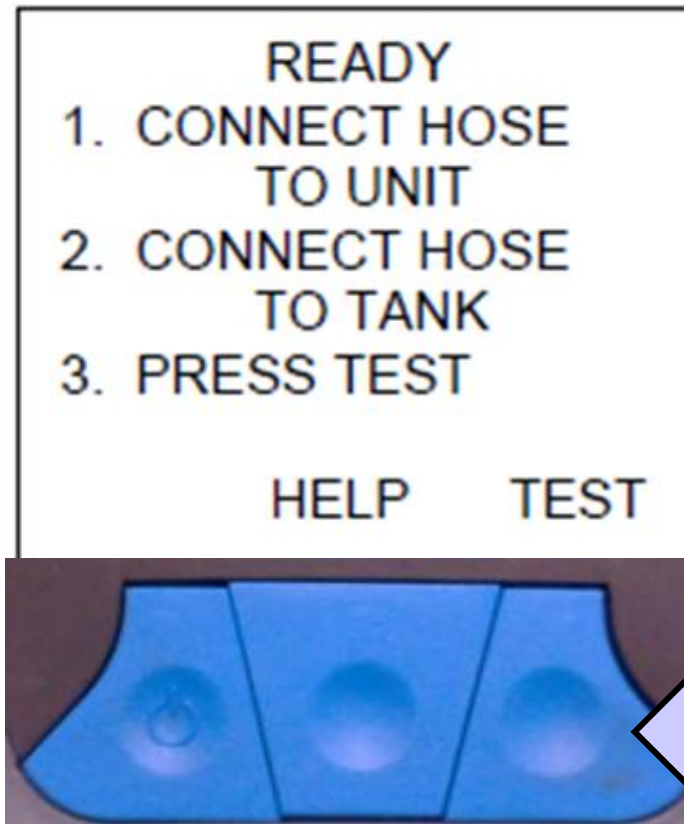 READY
1. CONNECT HOSE
TO UNIT
2. CONNECT HOSE
TO TANK
3. PRESS TEST
HELP TEST